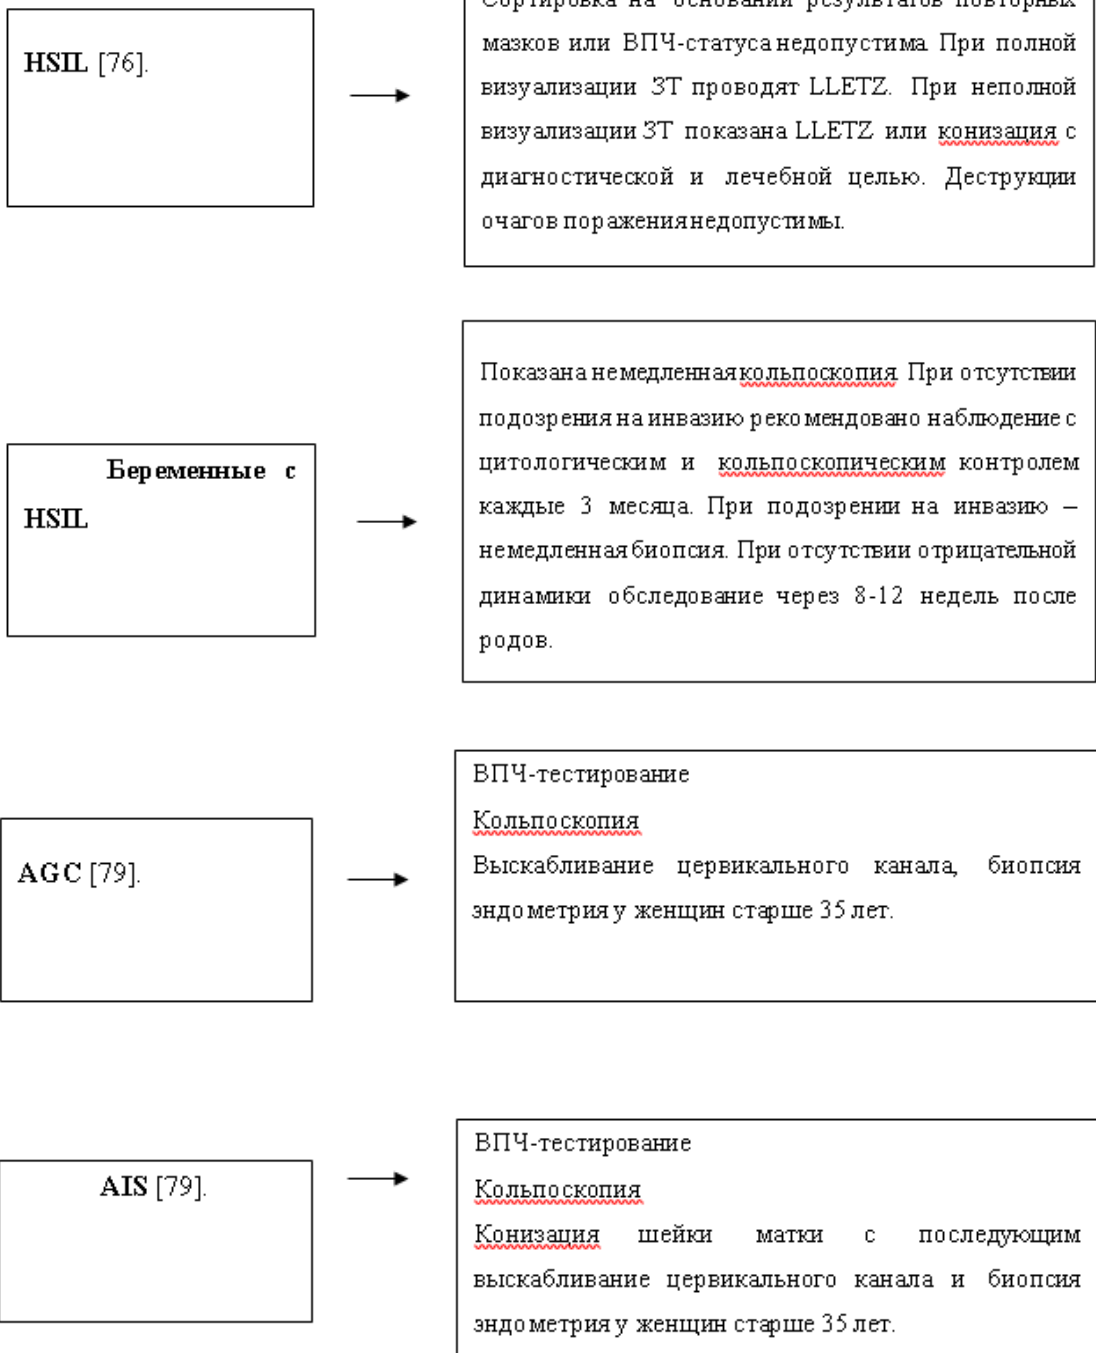 HSIL [76].
Сортировка на основании результатов повторных
мазков или ВПЧ-статуса недопустима. При полной
визуализации ЗТ проводят LLETZ. При неполной
визуализации ЗТ показана LLETZ или конизация с
диагностической и лечебной целью. Деструкции
очагов поражения недопустимы.
Беременные с
HSIL
Показана немедленная кольпоскопия. При отсутствии
подозрения на инвазию рекомендовано наблюдение с
цитологическим и кольпоскопическим контролем
каждые 3 месяца. При подозрении на инвазию –
немедленная биопсия. При отсутствии отрицательной
динамики обследование через 8-12 недель после
родов.
AGC [79].
ВПЧ-тестирование
Кольпоскопия
Выскабливание цервикального канала, биопсия
эндометрия у женщин старше 35 лет.
AIS [79].
ВПЧ-тестирование
Кольпоскопия
Конизация шейки матки с последующим
выскабливание цервикального канала и биопсия
эндометрия у женщин старше 35 лет.